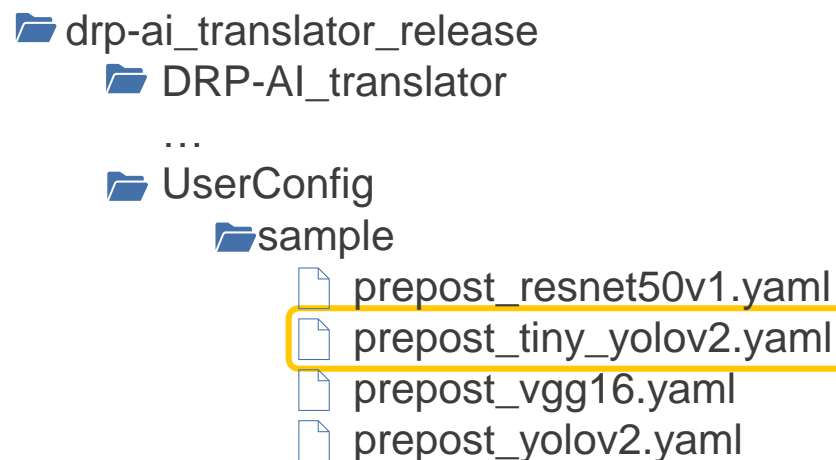 drp-ai_translator_release
DRP-AI_translator
…
UserConfig
sample
prepost_resnet50v1.yaml
prepost_tiny_yolov2.yaml
prepost_vgg16.yaml
prepost_yolov2.yaml